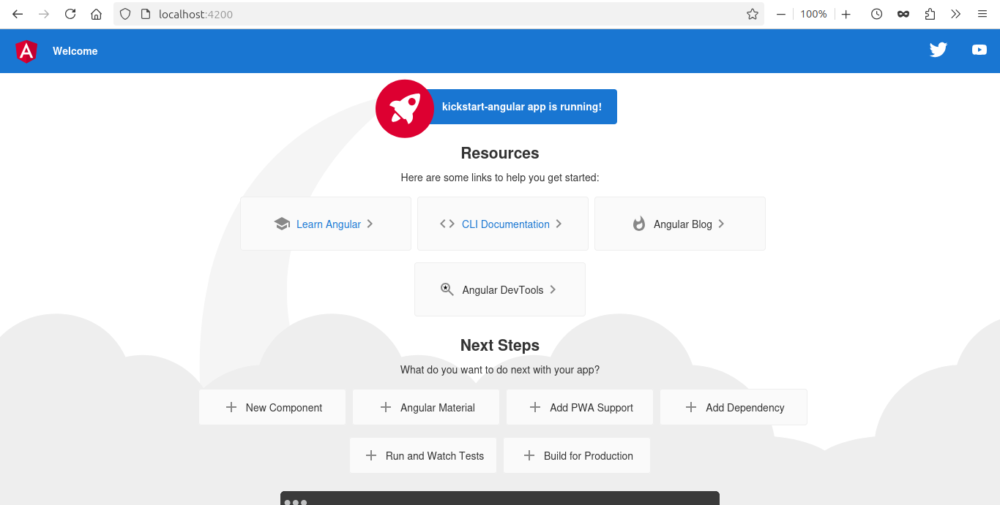 localhost:4200
100%
Welcome
kickstart-angular app is running!
Resources
Here are some links to help you get started:
Learn Angular
CLI Documentation
Angular Blog
Angular DevTools
Next Steps
What do you want to do next with your app?
New Component
Angular Material
Add PWA Support
Add Dependency
Run and Watch Tests
Build for Production